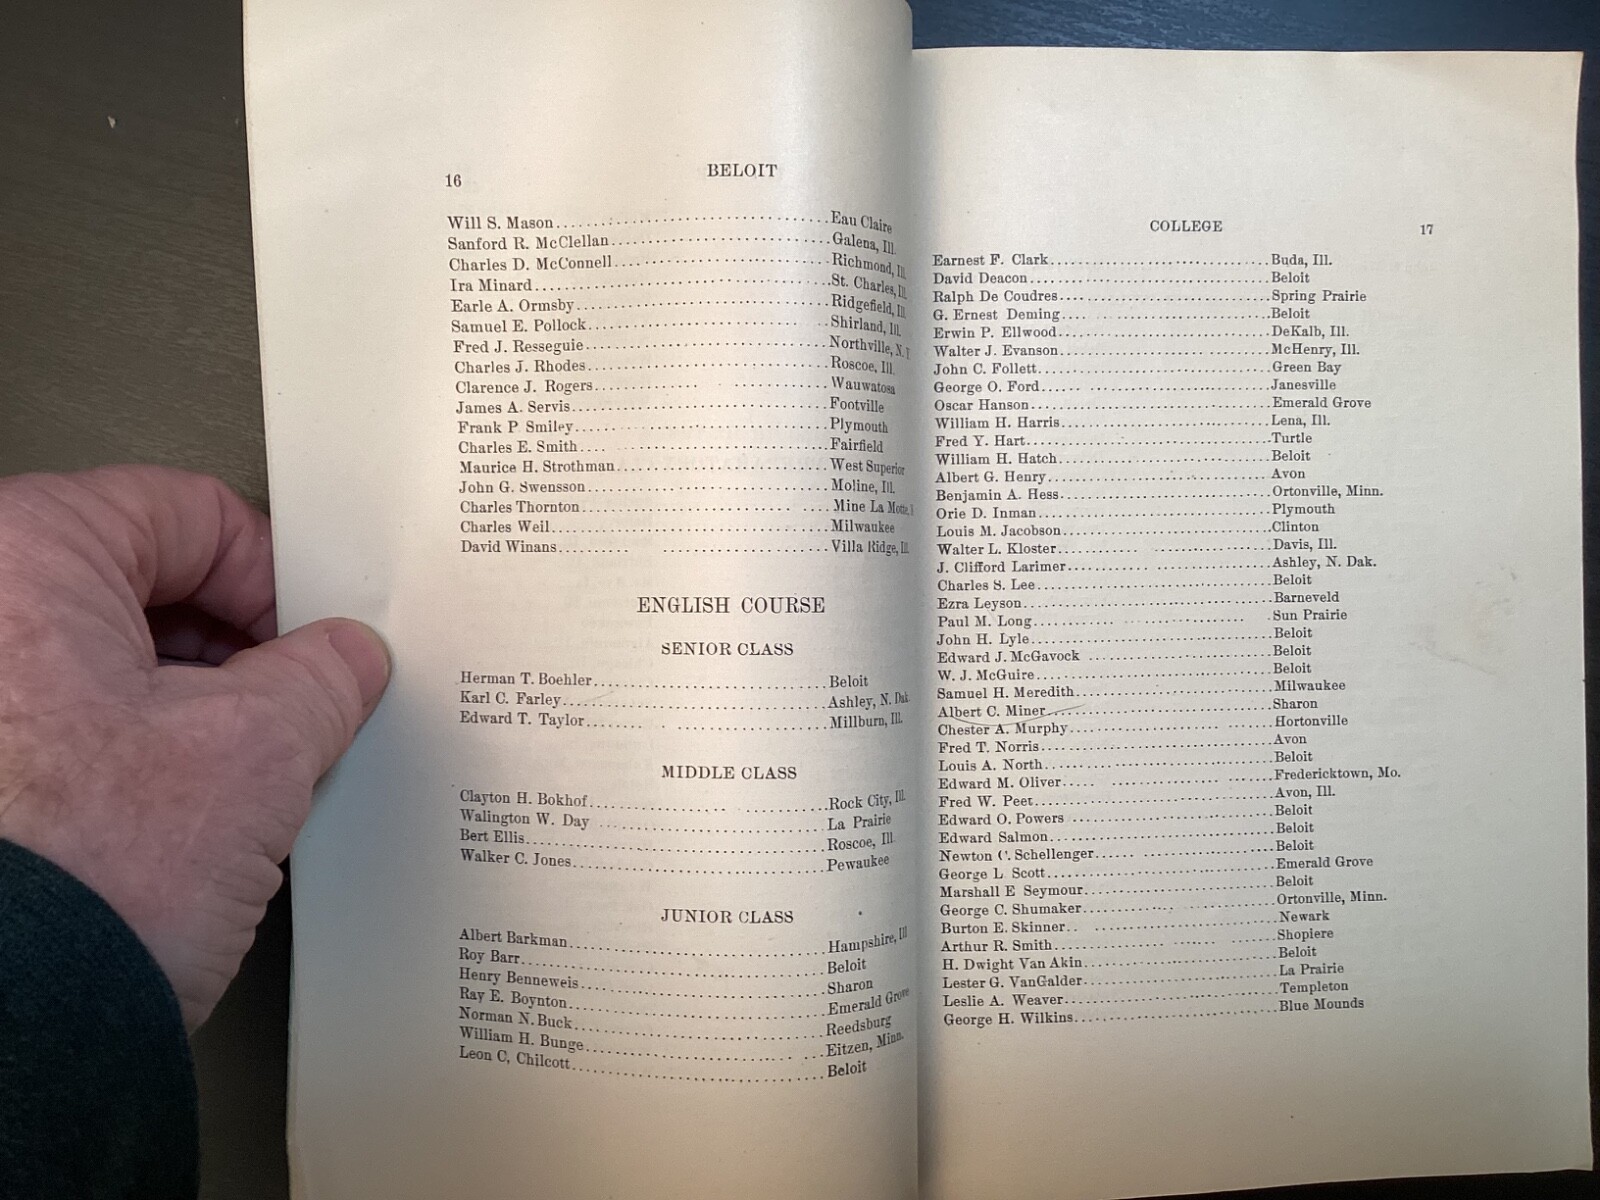 16
BELOIT
Will S. Mason Eau Claire
Sanford R. McClellan Galena, Ill.
Charles D. McConnell Richmond, Ill.
Ira Minard St. Charles, Ill.
Earle A. Ormsby Ridgefield, Ill.
Samuel E. Pollock Shirland, Ill.
Fred J. Resseguie Northville, N.
Charles J. Rhodes Roscoe, Ill.
Clarence J. Rogers Wauwatosa
James A. Servis Footville
Frank P Smiley Plymouth
Charles E. Smith Fairfield
Maurice H. Strothman West Superior
John G. Swensson Moline, Ill.
Charles Thornton Mine La Motte,
Charles Weil Milwaukee
David Winans Villa Ridge, Ill.
ENGLISH COURSE
SENIOR CLASS
Herman T. Boehler Beloit
Karl C. Farley Ashley, N. Dak
Edward T. Taylor Millburn, Ill.
MIDDLE CLASS
Clayton H. Bokhof Rock City, Ill.
Walington W. Day La Prairie
Bert Ellis Roscoe, Ill
Walker C. Jones Pewaukee
JUNIOR CLASS
Albert Barkman Hampshire, Ill
Roy Barr Beloit
Henry Benneweis Sharon
Ray E. Boynton Emerald Grove
Norman N. Buck Reedsburg
William H. Bunge Eitzen, Minn.
Leon C, Chilcott Beloit
COLLEGE
17
Earnest F. Clark Buda, Ill.
David Deacon Beloit
Ralph De Coudres Spring Prairie
G. Ernest Deming Beloit
Erwin P. Ellwood DeKalb, Ill.
Walter J. Evanson McHenry, Ill.
John C. Follett Green Bay
George O. Ford Janesville
Oscar Hanson Emerald Grove
William H. Harris Lena, Ill.
Fred Y. Hart Turtle
William H. Hatch Beloit
Albert G. Henry Avon
Benjamin A. Hess Ortonville, Minn.
Orie D. Inman Plymouth
Louis M. Jacobson Clinton
Walter L. Kloster Davis, Ill.
J. Clifford Larimer Ashley, N. Dak.
Charles S. Lee Beloit
Ezra Leyson Barneveld
Paul M. Long Sun Prairie
John H. Lyle Beloit
Edward J. McGavock Beloit
W. J. McGuire Beloit
Samuel H. Meredith Milwaukee
Albert C. Miner Sharon
Chester A. Murphy Hortonville
Fred T. Norris Avon
Louis A. North Beloit
Edward M. Oliver Fredericktown, Mo.
Fred W. Peet Avon, Ill.
Edward O. Powers Beloit
Edward Salmon Beloit
Newton C. Schellenger Beloit
George L Scott Emerald Grove
Marshall E Seymour Beloit
George C. Shumaker Ortonville, Minn.
Burton E. Skinner Newark
Arthur R. Smith Shopiere
H. Dwight Van Akin Beloit
Lester G. VanGalder La Prairie
Leslie A. Weaver Templeton
George H. Wilkins Blue Mounds